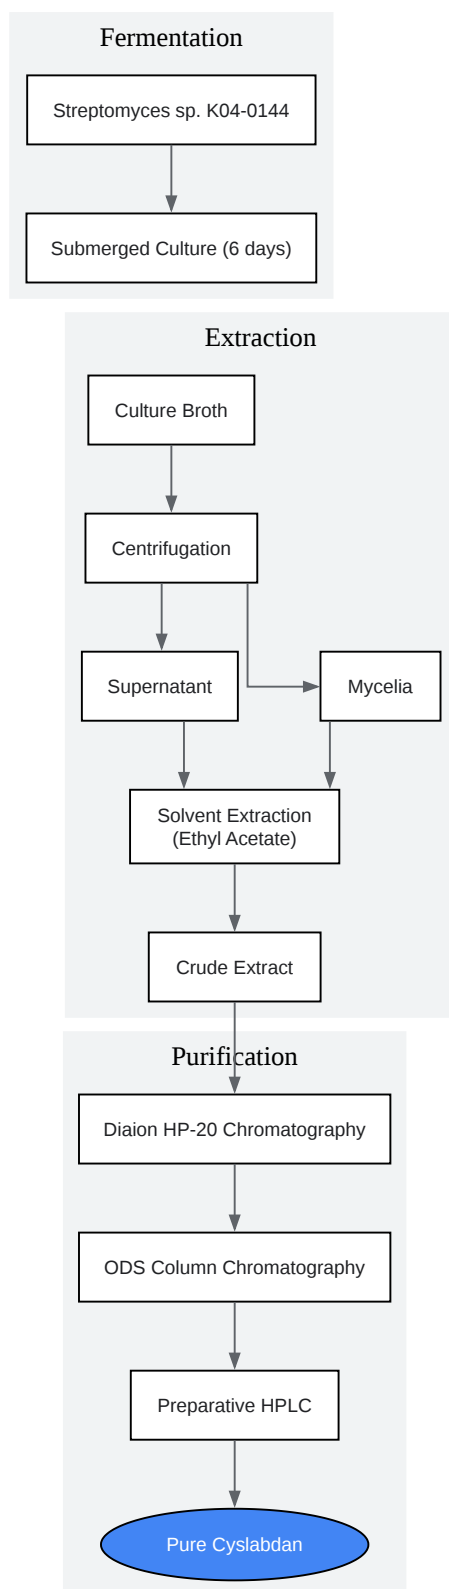 Fermentation
Streptomyces sp. K04-0144
Submerged Culture (6 days)
Extraction
Culture Broth
Centrifugation
Supernatant
Mycelia
Solvent Extraction
(Ethyl Acetate)
Crude Extract
Purification
Diaion HP-20 Chromatography
ODS Column Chromatography
Preparative HPLC
Pure Cyslabdan